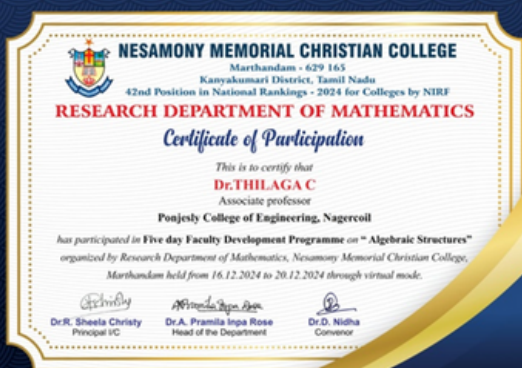 NESAMONY MEMORIAL CHRISTIAN COLLEGE
Marthandam - 629 165
Kanyakumari District, Tamil Nadu
42nd Position in National Rankings - 2024 for Colleges by NIRF
RESEARCH DEPARTMENT OF MATHEMATICS
Certificate of Participation
This is to certify that
Dr.THILAGA C
Associate professor
Ponjesly College of Engineering, Nagercoil
has participated in Five day Faculty Development Programme on “ Algebraic Structures”
organized by Research Department of Mathematics, Nesamony Memorial Christian College,
Marthandam held from 16.12.2024 to 20.12.2024 through virtual mode.
Dr.R. Sheela Christy
Principal I/C
Dr.A. Pramila Inpa Rose
Head of the Department
Dr.D. Nidha
Convenor